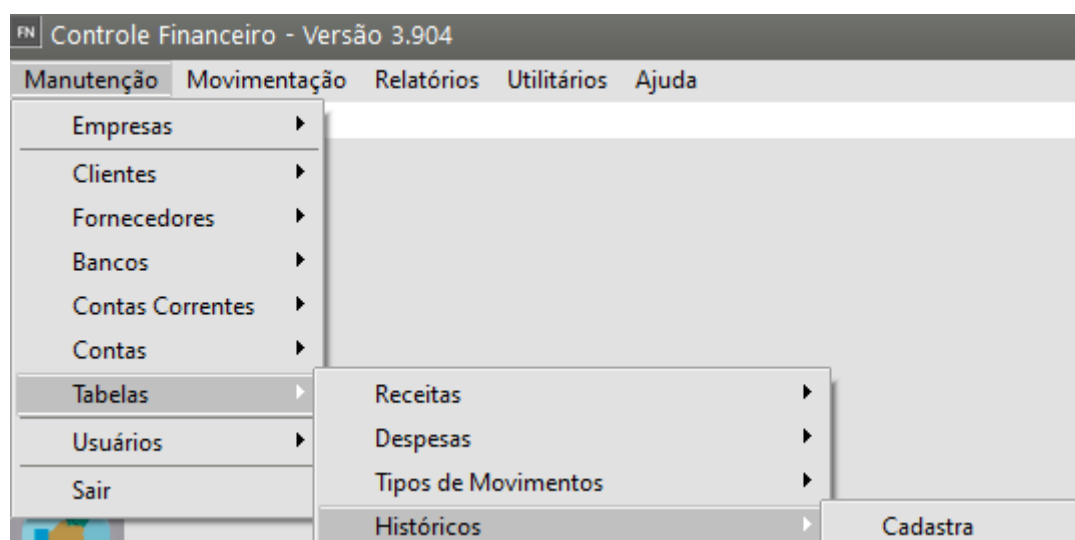 FN Controle Financeiro - Versão 3.904
Manutenção Movimentação Relatórios Utilitários Ajuda
Empresas
Clientes
Fornecedores
Bancos
Contas Correntes
Contas
Tabelas
Usuários
Sair
Receitas
Despesas
Tipos de Movimentos
Históricos
Cadastra